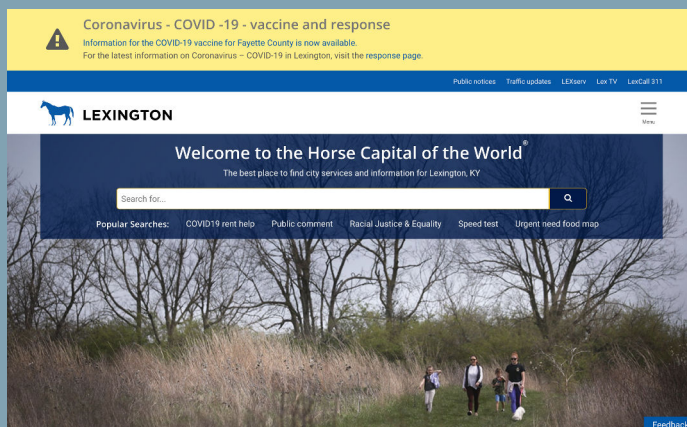 Coronavirus - COVID -19 - vaccine and response
Information for the COVID-19 vaccine for Fayette County is now available.
For the latest information on Coronavirus – COVID-19 in Lexington, visit the response page.
Public notices Traffic updates LEXserv Lex TV LexCall 311
LEXINGTON
Menu
Welcome to the Horse Capital of the World®
The best place to find city services and information for Lexington, KY
Search for...
Popular Searches: COVID19 rent help Public comment Racial Justice & Equality Speed test Urgent need food map
Feedback